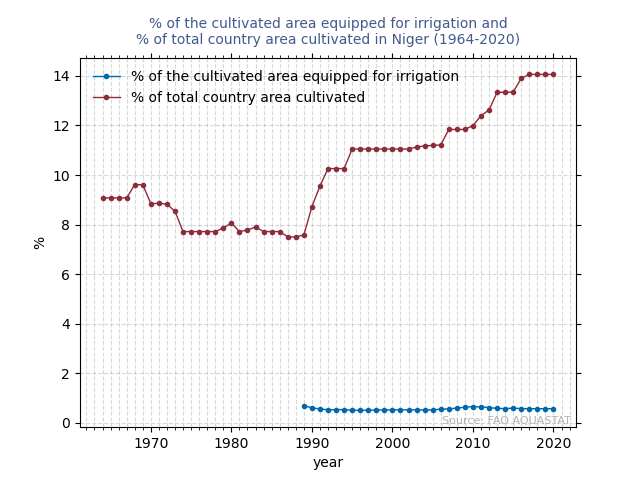 % of the cultivated area equipped for irrigation and
% of total country area cultivated in Niger (1964-2020)
% of the cultivated area equipped for irrigation
% of total country area cultivated
14
12
10
8
6
4
2
0
%
Source: FAO AQUASTAT
1970 1980 1990 2000 2010 2020
year